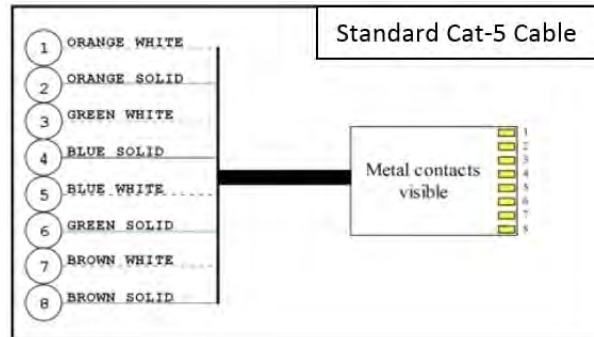 Standard Cat-5 Cable
1 ORANGE WHITE
2 ORANGE SOLID
3 GREEN WHITE
4 BLUE SOLID
5 BLUE WHITE
6 GREEN SOLID
7 BROWN WHITE
8 BROWN SOLID
Metal contacts
visible
1
2
3
4
5
6
7
8